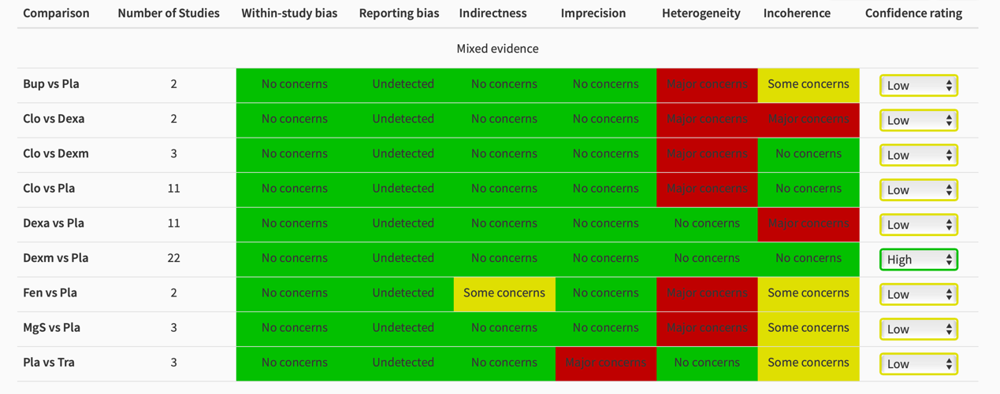 Comparison Number of Studies Within-study bias Reporting bias Indirectness Imprecision Heterogeneity Incoherence Confidence rating
Mixed evidence
Bup vs Pla 2 No concerns Undetected No concerns No concerns Major concerns Some concerns Low
Clo vs Dexa 2 No concerns Undetected No concerns No concerns Major concerns Major concerns Low
Clo vs Dexm 3 No concerns Undetected No concerns No concerns Major concerns No concerns Low
Clo vs Pla 11 No concerns Undetected No concerns No concerns Major concerns No concerns Low
Dexa vs Pla 11 No concerns Undetected No concerns No concerns No concerns Major concerns Low
Dexm vs Pla 22 No concerns Undetected No concerns No concerns No concerns No concerns High
Fen vs Pla 2 No concerns Undetected Some concerns No concerns Major concerns Some concerns Low
MgS vs Pla 3 No concerns Undetected No concerns No concerns Major concerns Some concerns Low
Pla vs Tra 3 No concerns Undetected No concerns Major concerns No concerns Some concerns Low